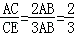 AC/CE = 2AB/3AB = 2/3